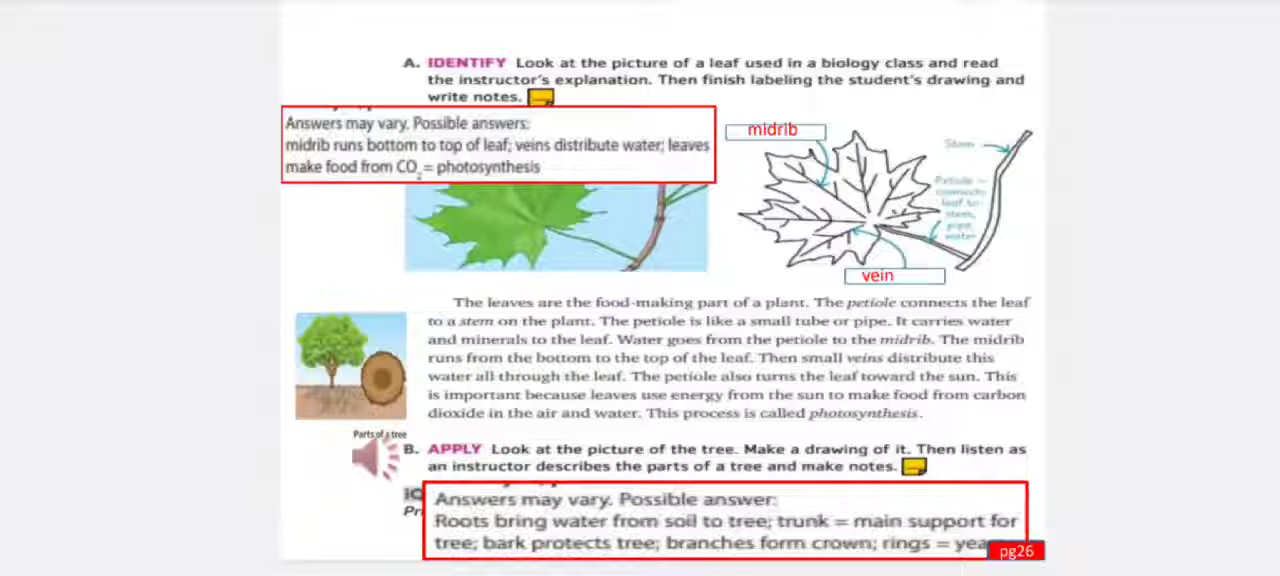 A. IDENTIFY Look at the picture of a leaf used in a biology class and read
the instructor's explanation. Then finish labeling the student's drawing and
write notes.
Answers may vary. Possible answers:
midrib runs bottom to top of leaf; veins distribute water; leaves
make food from CO2 = photosynthesis
midrib
Stem
Petiole —
connects
leaf to
stem,
pipe,
water
vein
The leaves are the food-making part of a plant. The petiole connects the leaf
to a stem on the plant. The petiole is like a small tube or pipe. It carries water
and minerals to the leaf. Water goes from the petiole to the midrib. The midrib
runs from the bottom to the top of the leaf. Then small veins distribute this
water all through the leaf. The petiole also turns the leaf toward the sun. This
is important because leaves use energy from the sun to make food from carbon
dioxide in the air and water. This process is called photosynthesis.
Parts of a tree
B. APPLY Look at the picture of the tree. Make a drawing of it. Then listen as
an instructor describes the parts of a tree and make notes.
iQ
Pr
Answers may vary. Possible answer:
Roots bring water from soil to tree; trunk = main support for
tree; bark protects tree; branches form crown; rings =
pg26